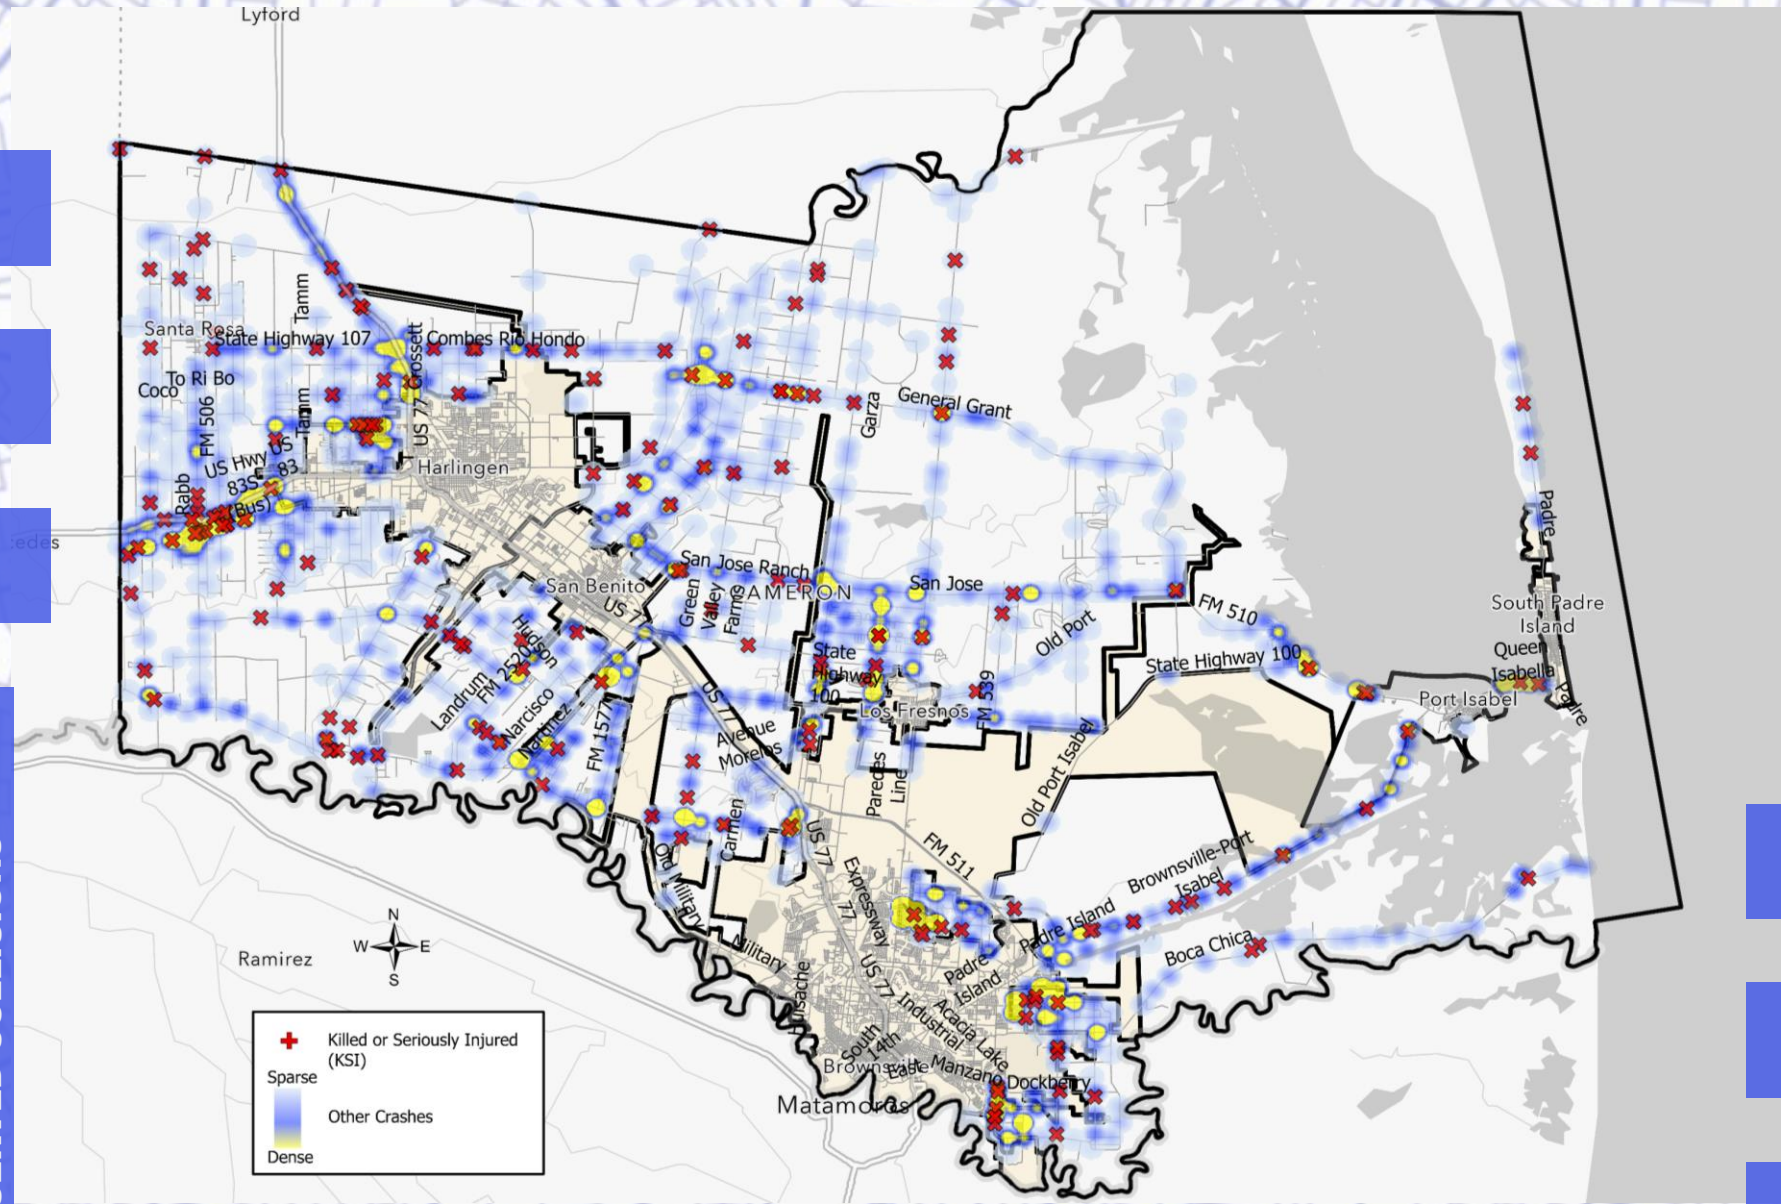 Lyford
Santa Rosa
State Highway 107
Tamm
Crossett
Combes Rio Hondo
To Ri Bo
Coco
FM 506
Tamm
US 77
General Grant
Garza
US Hwy US
83
83S
(Bus)
Rabb
Harlingen
edes
San Jose Ranch
CAMERON
San Jose
San Benito
US 77
Green
Valley
Farms
FM 510
Old Port
State Highway 100
Padre
South Padre
Island
Queen
Isabella
Padre
Port Isabel
Hudson
FM 2520
Landrum
Narciso
Martinez
FM 1577
State
Highway
100
Los Fresnos
FM 539
US 77
Avenue
Morelos
Paredes
Line
Old Port Isabel
Carmen
US 77
Old Military
Military
Expressway
77
FM 511
US 77
Brownsville-Port
Isabel
Padre Island
Boca Chica
Padre
Island
Acacia Lake
Industrial
South
14th
Brownsville
East Manzano
Dockberry
Matamoros
Ramirez
N
W E
S
Killed or Seriously Injured
(KSI)
Sparse
Other Crashes
Dense